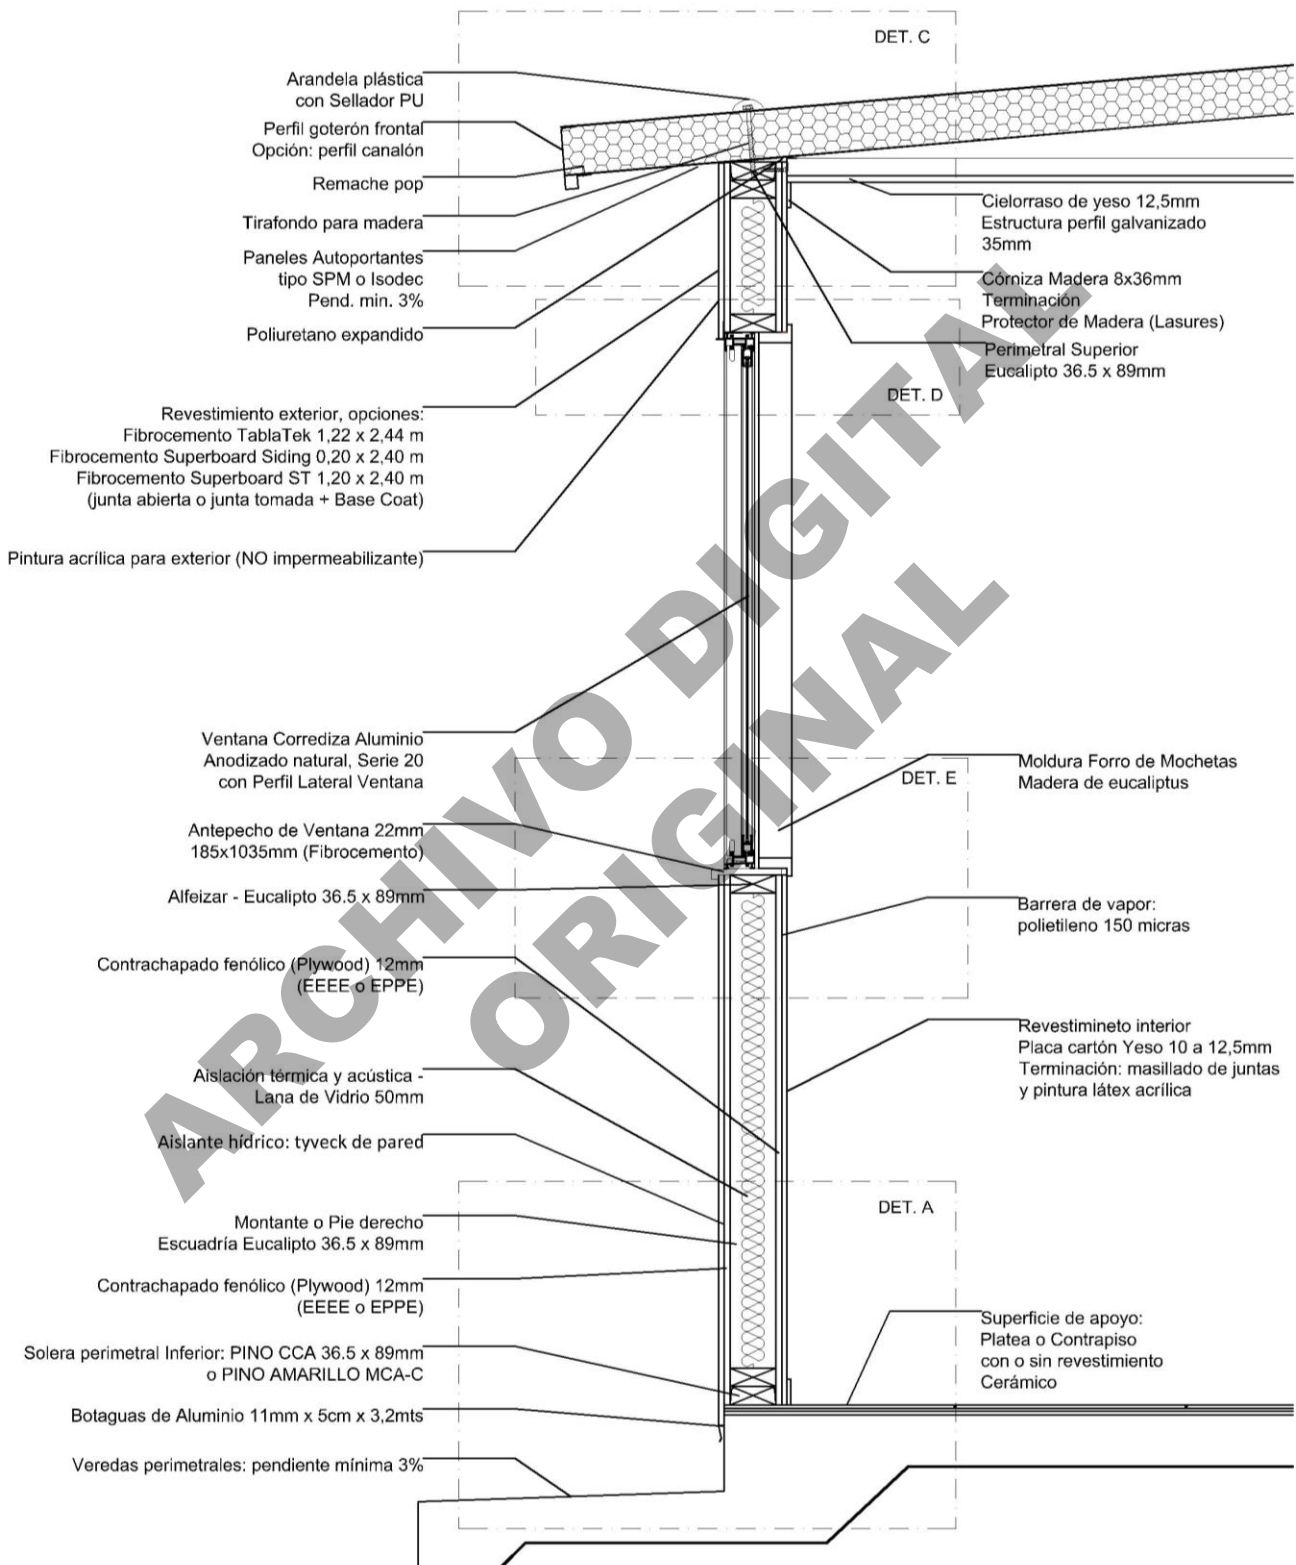 DET. C
Arandela plástica
con Sellador PU
Perfil goterón frontal
Opción: perfil canalón
Remache pop
Tirafondo para madera
Paneles Autoportantes
tipo SPM o Isodec
Pend. min. 3%
Poliuretano expandido
Cielorraso de yeso 12,5mm
Estructura perfil galvanizado
35mm
Córniza Madera 8x36mm
Terminación
Protector de Madera (Lasures)
Perimetral Superior
Eucalipto 36.5 x 89mm
DET. D
Revestimiento exterior, opciones:
Fibrocemento TablaTek 1,22 x 2,44 m
Fibrocemento Superboard Siding 0,20 x 2,40 m
Fibrocemento Superboard ST 1,20 x 2,40 m
(junta abierta o junta tomada + Base Coat)
Pintura acrílica para exterior (NO impermeabilizante)
ARCHIVO DIGITAL
ORIGINAL
Ventana Corrediza Aluminio
Anodizado natural, Serie 20
con Perfil Lateral Ventana
DET. E
Moldura Forro de Mochetas
Madera de eucaliptus
Antepecho de Ventana 22mm
185x1035mm (Fibrocemento)
Alfeizar - Eucalipto 36.5 x 89mm
Barrera de vapor:
polietileno 150 micras
Contrachapado fenólico (Plywood) 12mm
(EEEE o EPPE)
Revestimineto interior
Placa cartón Yeso 10 a 12,5mm
Terminación: masillado de juntas
y pintura látex acrílica
Aislación térmica y acústica -
Lana de Vidrio 50mm
Aislante hídrico: tyveck de pared
DET. A
Montante o Pie derecho
Escuadría Eucalipto 36.5 x 89mm
Contrachapado fenólico (Plywood) 12mm
(EEEE o EPPE)
Superficie de apoyo:
Platea o Contrapiso
con o sin revestimiento
Cerámico
Solera perimetral Inferior: PINO CCA 36.5 x 89mm
o PINO AMARILLO MCA-C
Botaguas de Aluminio 11mm x 5cm x 3,2mts
Veredas perimetrales: pendiente mínima 3%